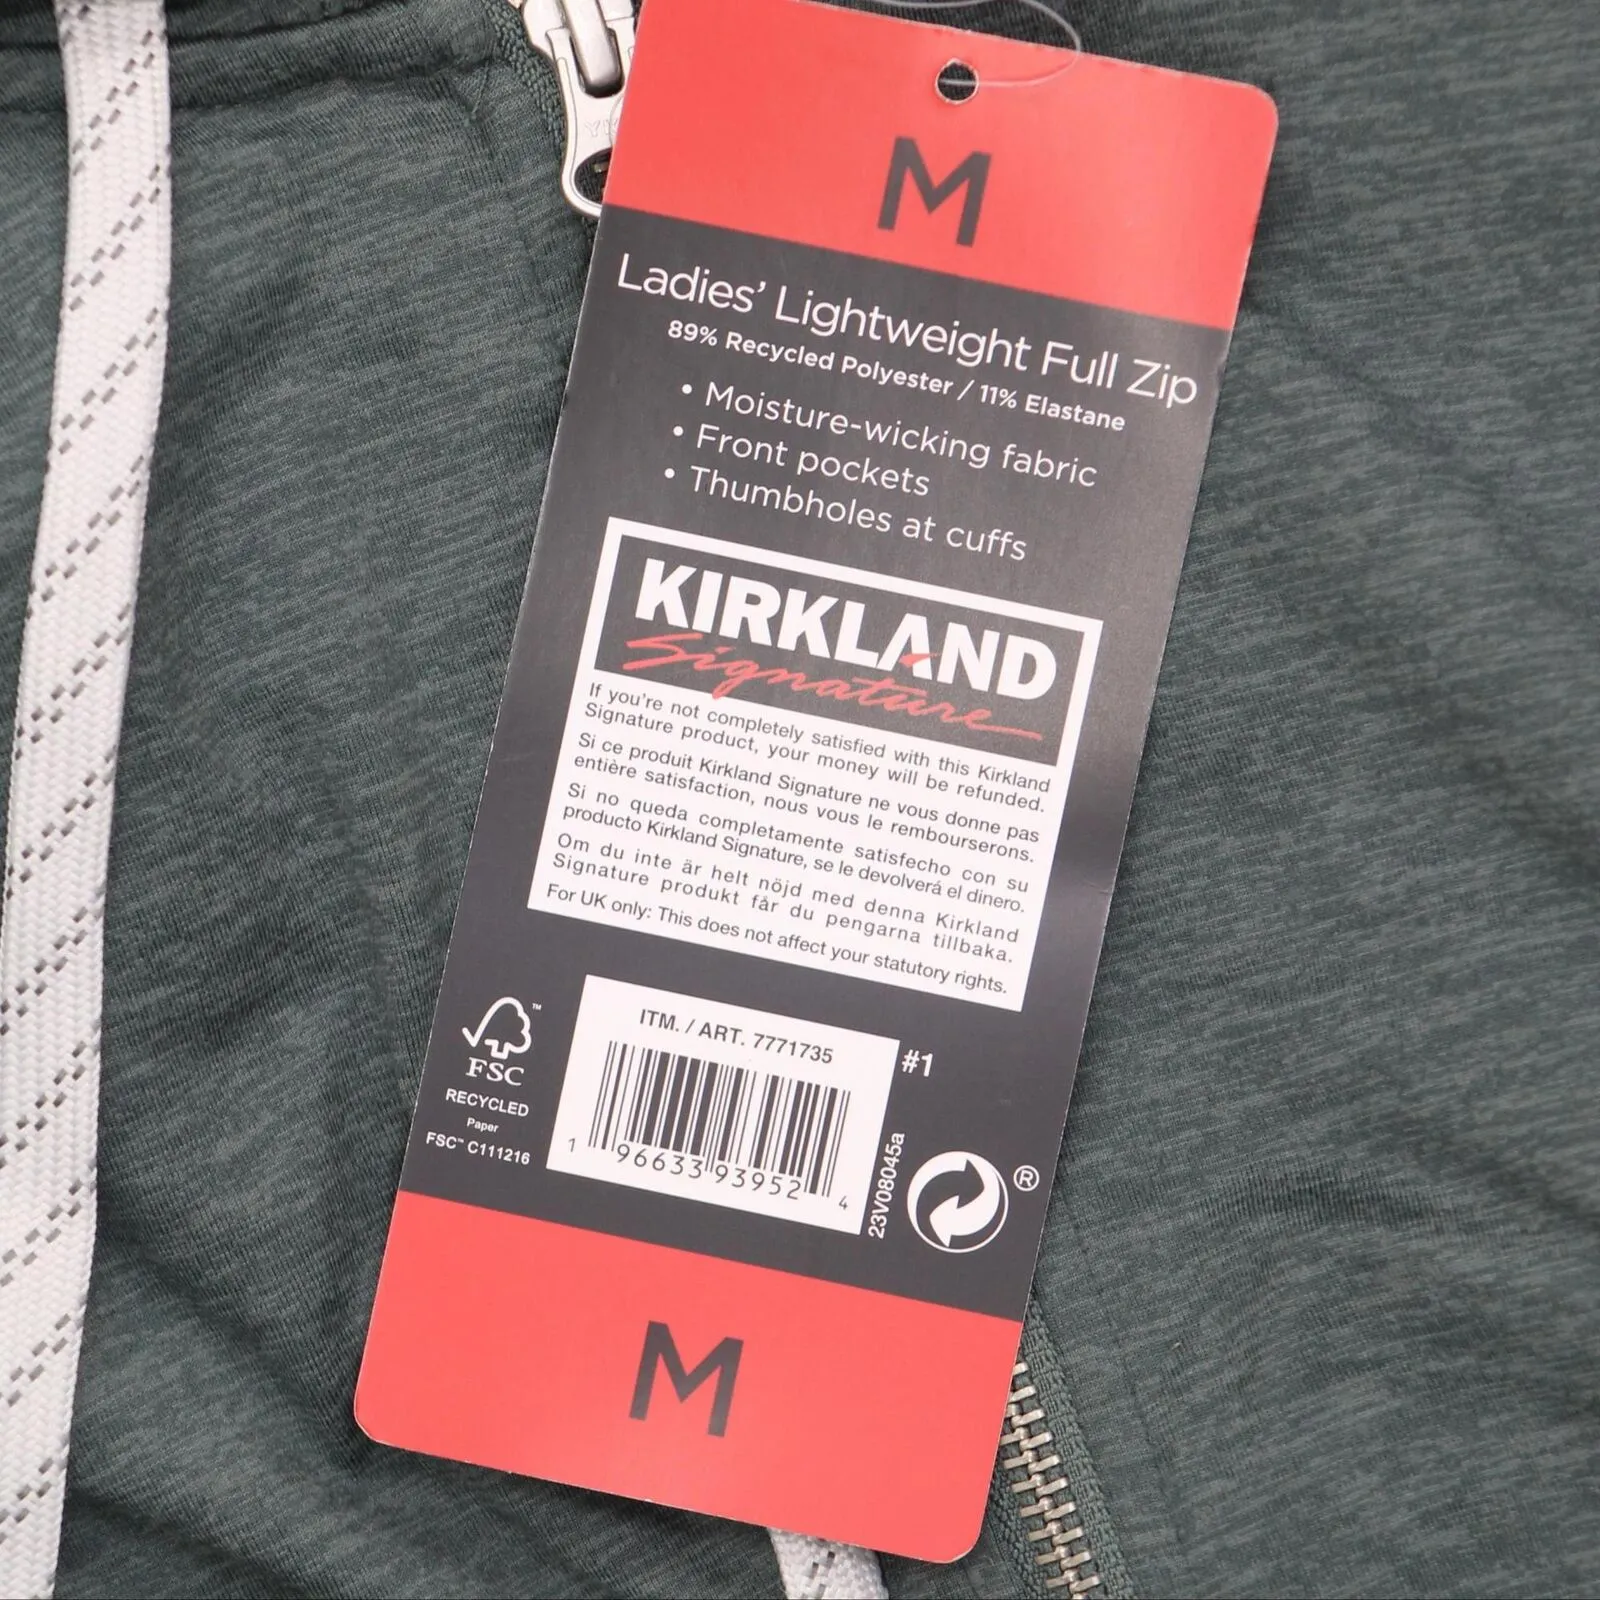 M
Ladies' Lightweight Full Zip
89% Recycled Polyester / 11% Elastane
• Moisture-wicking fabric
• Front pockets
• Thumbholes at cuffs
KIRKLAND
Signature
If you're not completely satisfied with this Kirkland
Signature product, your money will be refunded.
Si ce produit Kirkland Signature ne vous donne pas
entière satisfaction, nous vous le rembourserons.
Si no queda completamente satisfecho con su
producto Kirkland Signature, se le devolverá el dinero.
Om du inte är helt nöjd med denna Kirkland
Signature produkt får du pengarna tillbaka.
For UK only: This does not affect your statutory rights.
ITM. / ART. 7771735
#1
1 96633 93952 4
23V08045a
™
FSC
RECYCLED
Paper
FSC™ C111216
®
M